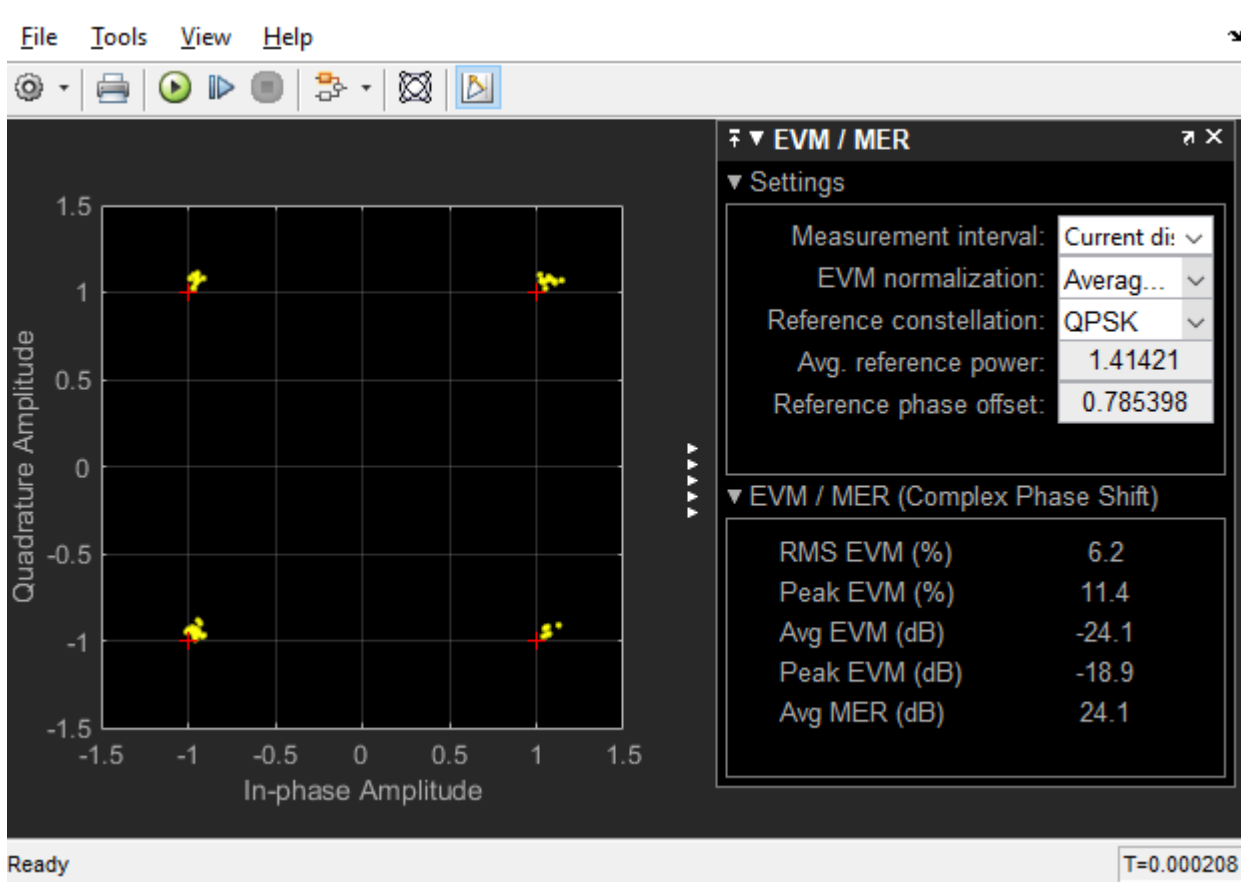 File Tools View Help
EVM / MER
Settings
Measurement interval: Current di:
EVM normalization: Averag...
Reference constellation: QPSK
Avg. reference power: 1.41421
Reference phase offset: 0.785398
EVM / MER (Complex Phase Shift)
RMS EVM (%) 6.2
Peak EVM (%) 11.4
Avg EVM (dB) -24.1
Peak EVM (dB) -18.9
Avg MER (dB) 24.1
1.5
1
0.5
0
-0.5
-1
-1.5
Quadrature Amplitude
-1.5 -1 -0.5 0 0.5 1 1.5
In-phase Amplitude
Ready T=0.000208